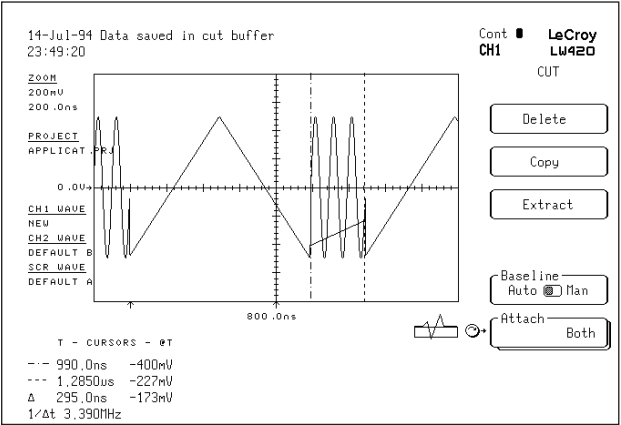 14-Jul-94 Data saved in cut buffer
23:49:20
Cont
CH1
LeCroy
LW420
CUT
ZOOM
200mV
200.0ns
PROJECT
APPLICAT.PRJ
0.0V
CH1 WAVE
NEW
CH2 WAVE
DEFAULT B
SCR WAVE
DEFAULT A
800.0ns
Delete
Copy
Extract
Baseline
Auto Man
Attach
Both
T - CURSORS - @T
990.0ns -400mV
1.2850us -227mV
Δ 295.0ns -173mV
1/Δt 3.390MHz